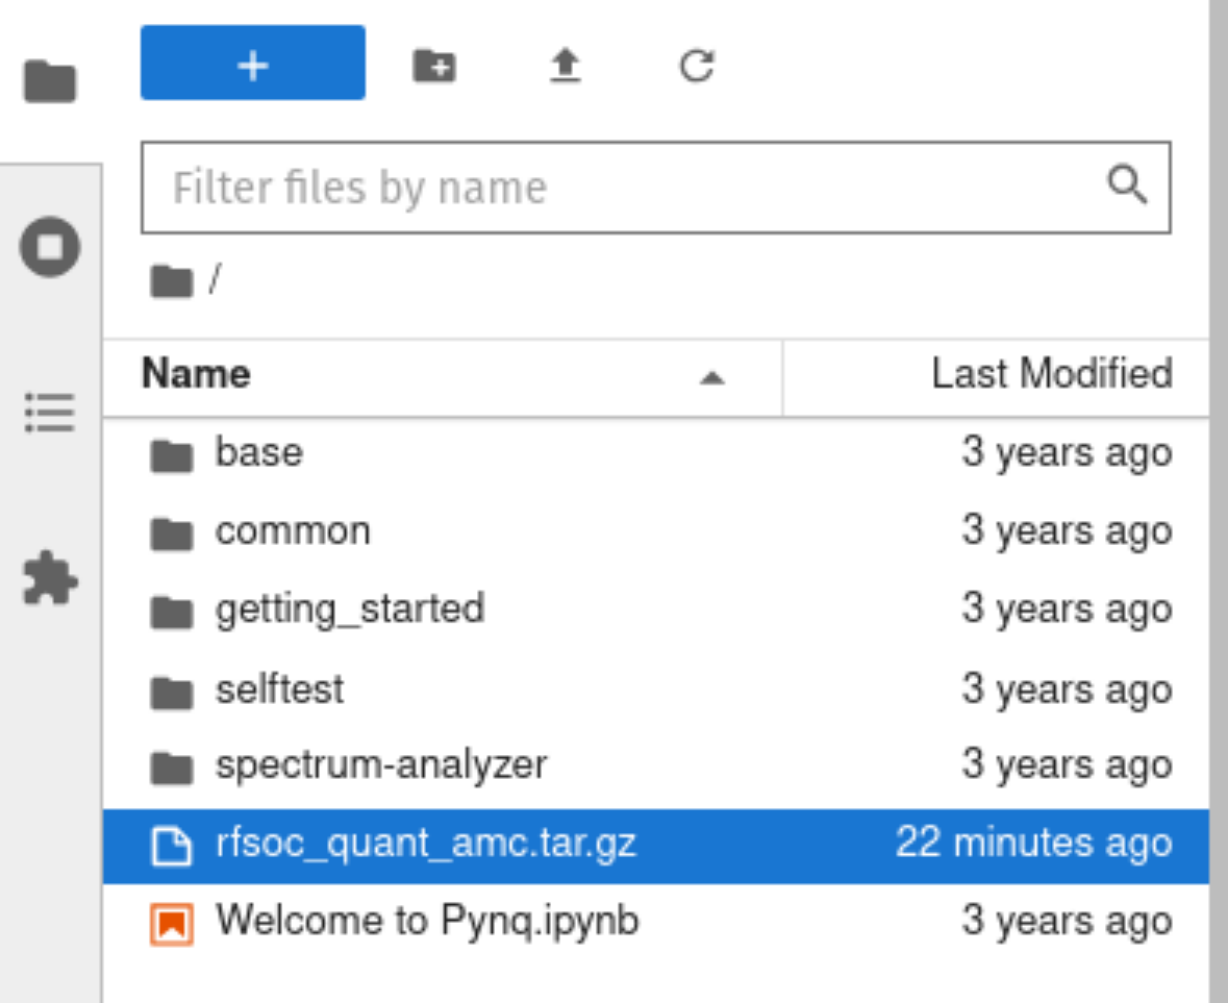 Filter files by name
/
Name Last Modified
base 3 years ago
common 3 years ago
getting_started 3 years ago
selftest 3 years ago
spectrum-analyzer 3 years ago
rfsoc_quant_amc.tar.gz 22 minutes ago
Welcome to Pynq.ipynb 3 years ago